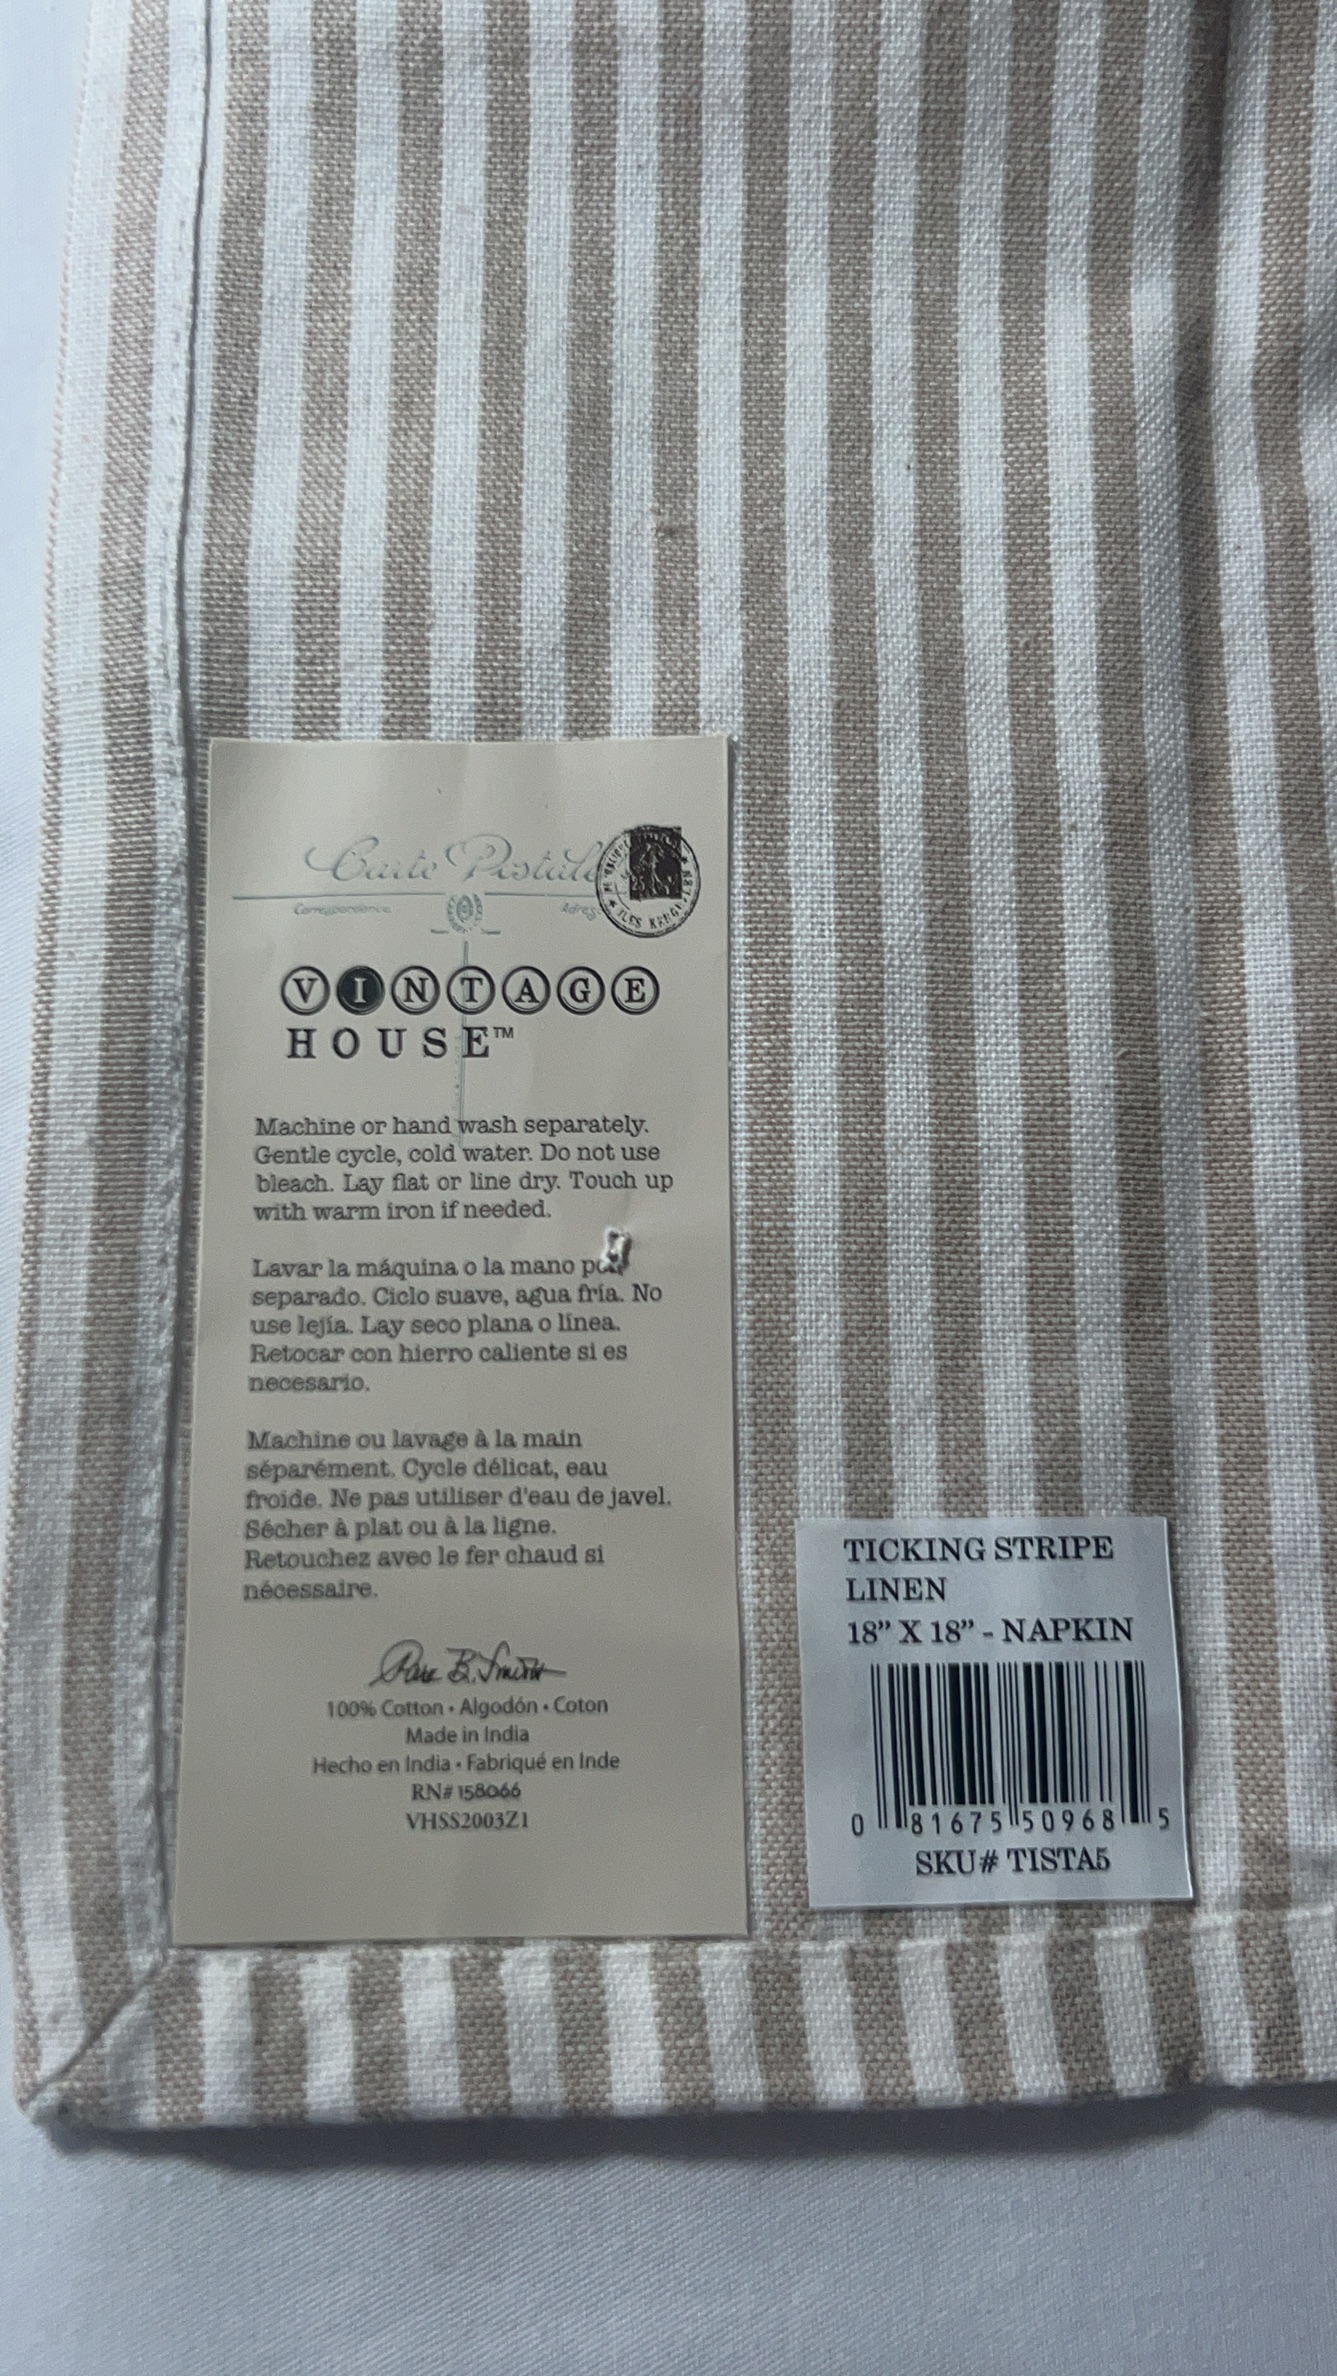 Carte Postale
Correspondance
VINTAGE
HOUSE™
Machine or hand wash separately.
Gentle cycle, cold water. Do not use
bleach. Lay flat or line dry. Touch up
with warm iron if needed.
Lavar la máquina o la mano por
separado. Ciclo suave, agua fría. No
use lejía. Lay seco plana o línea.
Retocar con hierro caliente si es
necesario.
Machine ou lavage à la main
séparément. Cycle délicat, eau
froide. Ne pas utiliser d'eau de javel.
Sécher à plat ou à la ligne.
Retouchez avec le fer chaud si
nécessaire.
100% Cotton • Algodón • Coton
Made in India
Hecho en India • Fabriqué en Inde
RN# 158066
VHSS2003Z1
TICKING STRIPE
LINEN
18” X 18” - NAPKIN
0 81675 50968 5
SKU# TISTA5